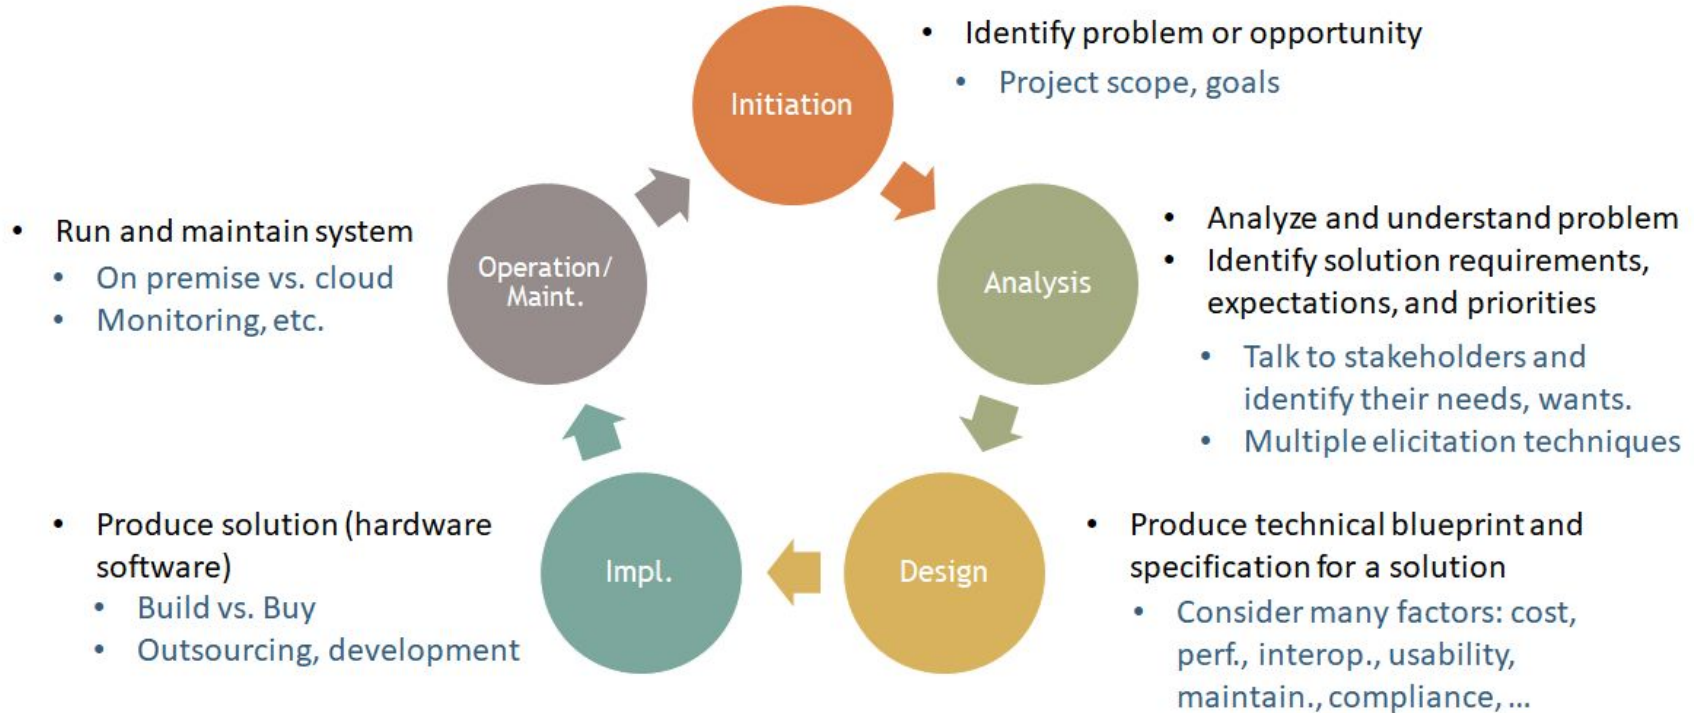 Initiation
• Identify problem or opportunity
• Project scope, goals
Analysis
• Analyze and understand problem
• Identify solution requirements,
expectations, and priorities
• Talk to stakeholders and
identify their needs, wants.
• Multiple elicitation techniques
Design
• Produce technical blueprint and
specification for a solution
• Consider many factors: cost,
perf., interop., usability,
maintain., compliance, ...
Impl.
• Produce solution (hardware
software)
• Build vs. Buy
• Outsourcing, development
Operation/
Maint.
• Run and maintain system
• On premise vs. cloud
• Monitoring, etc.